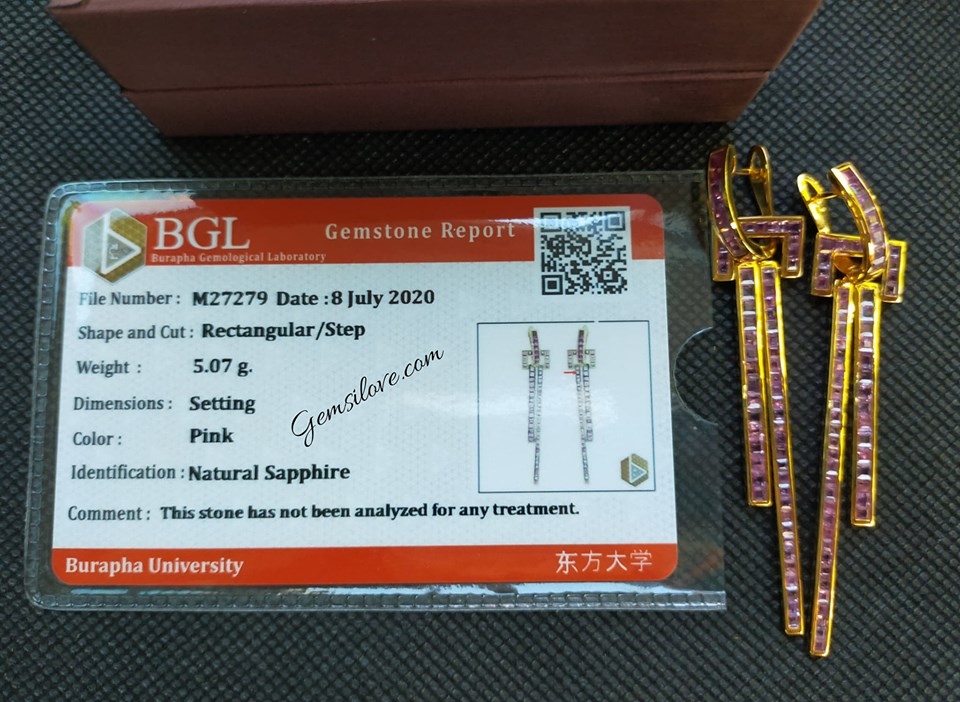 BGL
Burapha Gemological Laboratory
Gemstone Report
File Number : M27279 Date :8 July 2020
Shape and Cut : Rectangular/Step
Weight : 5.07 g.
Dimensions : Setting
Color : Pink
Identification : Natural Sapphire
Comment : This stone has not been analyzed for any treatment.
Gemsilove.com
Burapha University
东方大学